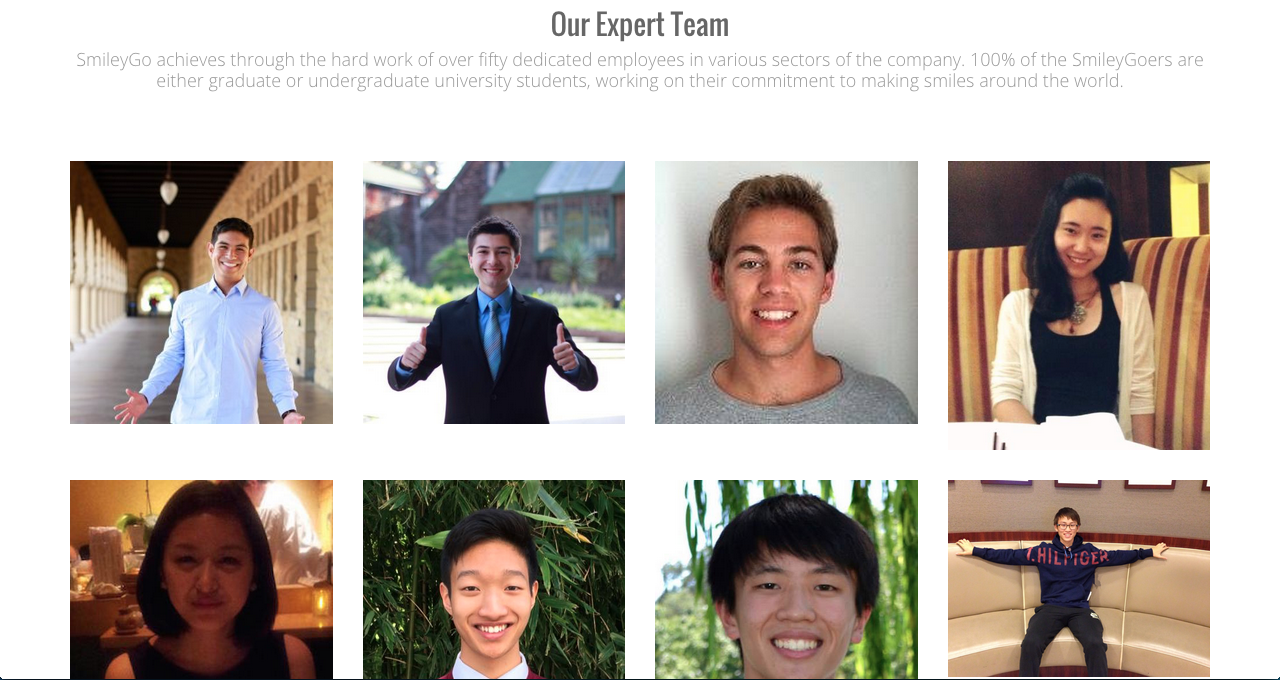 Our Expert Team
SmileyGo achieves through the hard work of over fifty dedicated employees in various sectors of the company. 100% of the SmileyGoers are
either graduate or undergraduate university students, working on their commitment to making smiles around the world.